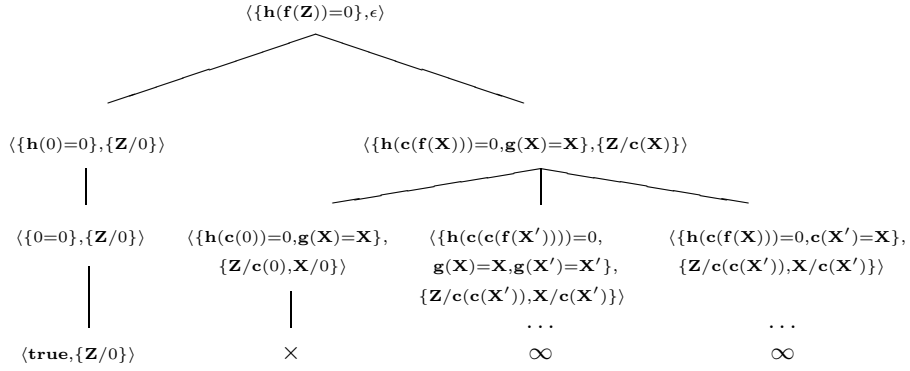 ⟨{h(f(Z))=0},ϵ⟩
⟨{h(0)=0},{Z/0}⟩ ⟨{h(c(f(X)))=0,g(X)=X},{Z/c(X)}⟩
⟨{0=0},{Z/0}⟩ ⟨{h(c(0))=0,g(X)=X}, ⟨{h(c(c(f(X′))))=0, ⟨{h(c(f(X)))=0,c(X′)=X},
{Z/c(0),X/0}⟩ g(X)=X,g(X′)=X′}, {Z/c(c(X′)),X/c(X′)}⟩
{Z/c(c(X′)),X/c(X′)}⟩
... ...
⟨true,{Z/0}⟩ × ∞ ∞